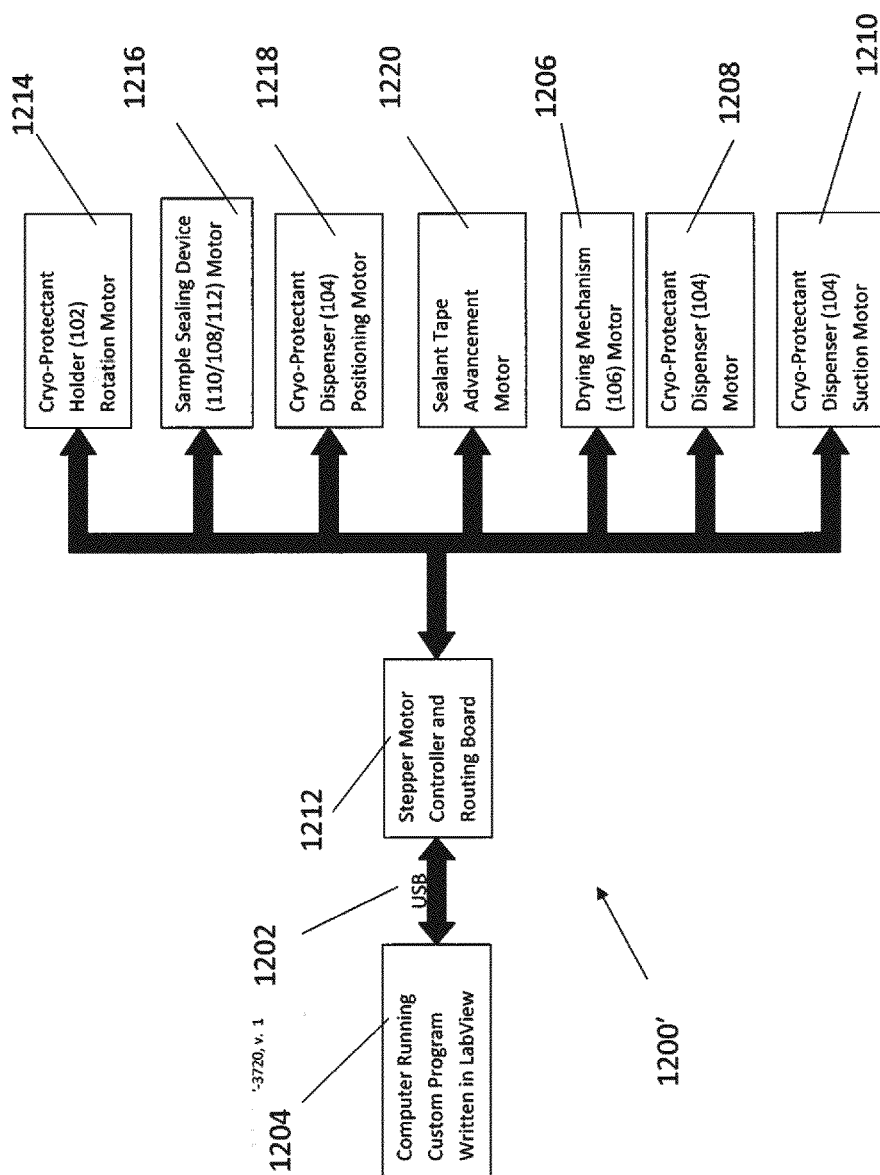 1214
1216
1218
1220
1206
1208
1210
Cryo-Protectant
Holder (102)
Rotation Motor
Sample Sealing Device
(110/108/112) Motor
Cryo-Protectant
Dispenser (104)
Positioning Motor
Sealant Tape
Advancement
Motor
Drying Mechanism
(106) Motor
Cryo-Protectant
Dispenser (104)
Motor
Cryo-Protectant
Dispenser (104)
Suction Motor
1212
Stepper Motor
Controller and
Routing Board
1202
USB
1204
'-3720, v. 1
Computer Running
Custom Program
Written in LabView
1200'